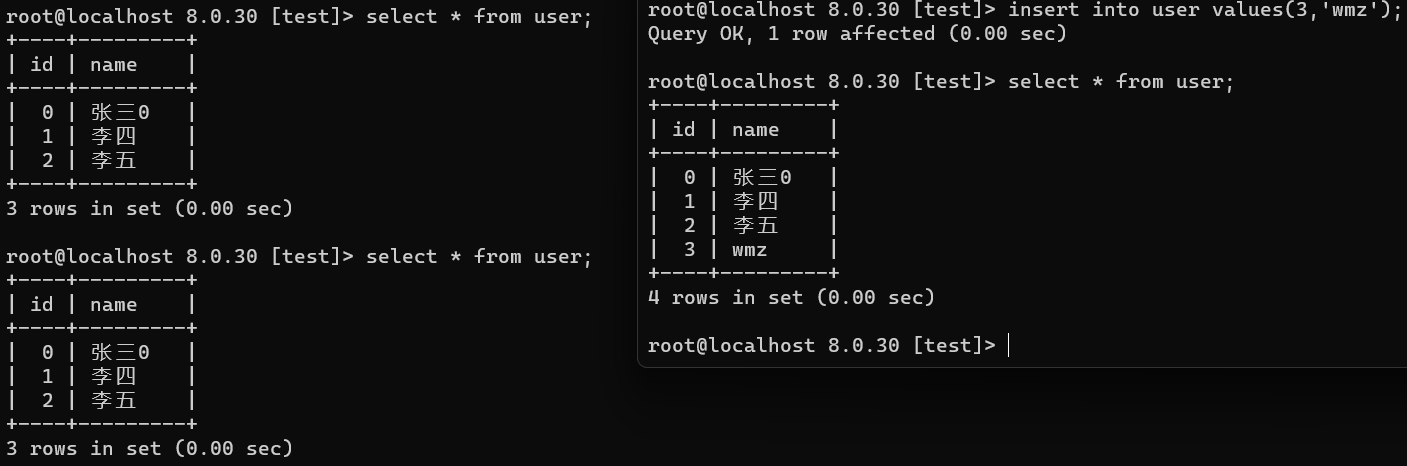 root@localhost 8.0.30 [test]> select * from user;
+----+---------+
| id | name    |
+----+---------+
|  0 | 张三0   |
|  1 | 李四    |
|  2 | 李五    |
+----+---------+
3 rows in set (0.00 sec)
root@localhost 8.0.30 [test]> select * from user;
+----+---------+
| id | name    |
+----+---------+
|  0 | 张三0   |
|  1 | 李四    |
|  2 | 李五    |
+----+---------+
3 rows in set (0.00 sec)
root@localhost 8.0.30 [test]> insert into user values(3,'wmz');
Query OK, 1 row affected (0.00 sec)
root@localhost 8.0.30 [test]> select * from user;
+----+---------+
| id | name    |
+----+---------+
|  0 | 张三0   |
|  1 | 李四    |
|  2 | 李五    |
|  3 | wmz     |
+----+---------+
4 rows in set (0.00 sec)
root@localhost 8.0.30 [test]>